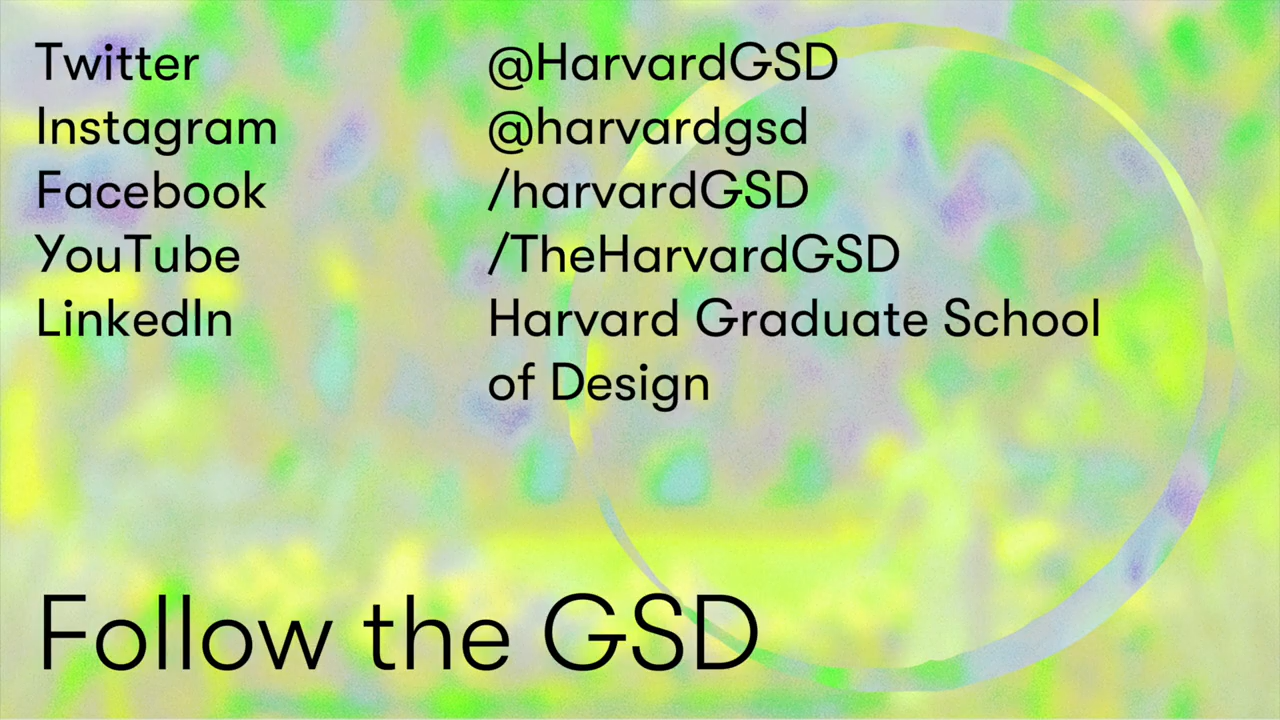 Twitter @HarvardGSD
Instagram @harvardgsd
Facebook /harvardGSD
YouTube /TheHarvardGSD
LinkedIn Harvard Graduate School
of Design
Follow the GSD